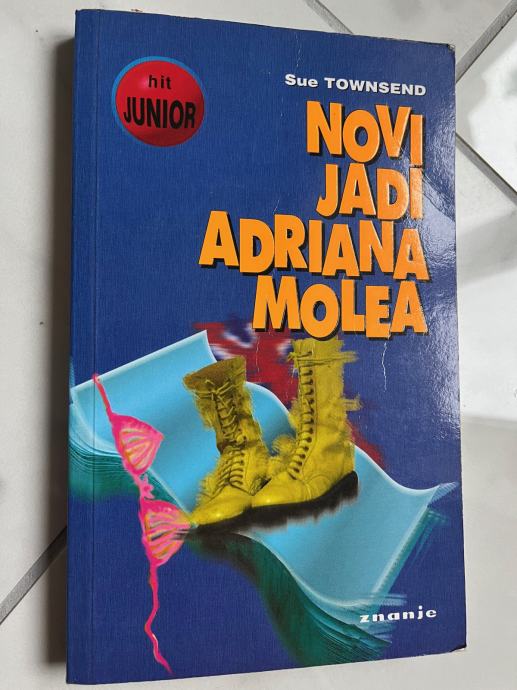 hit
JUNIOR
Sue TOWNSEND
NOVI
JADI
ADRIANA
MOLEA
znanje